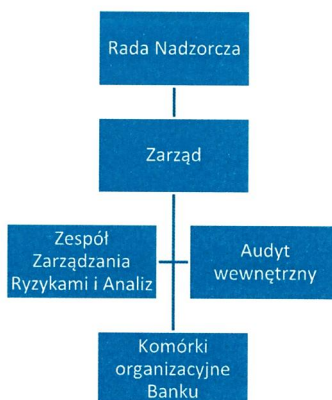 Rada Nadzorcza
Zarząd
Zespół
Zarządzania
Ryzykami i Analiz
Audyt
wewnętrzny
Komórki
organizacyjne
Banku